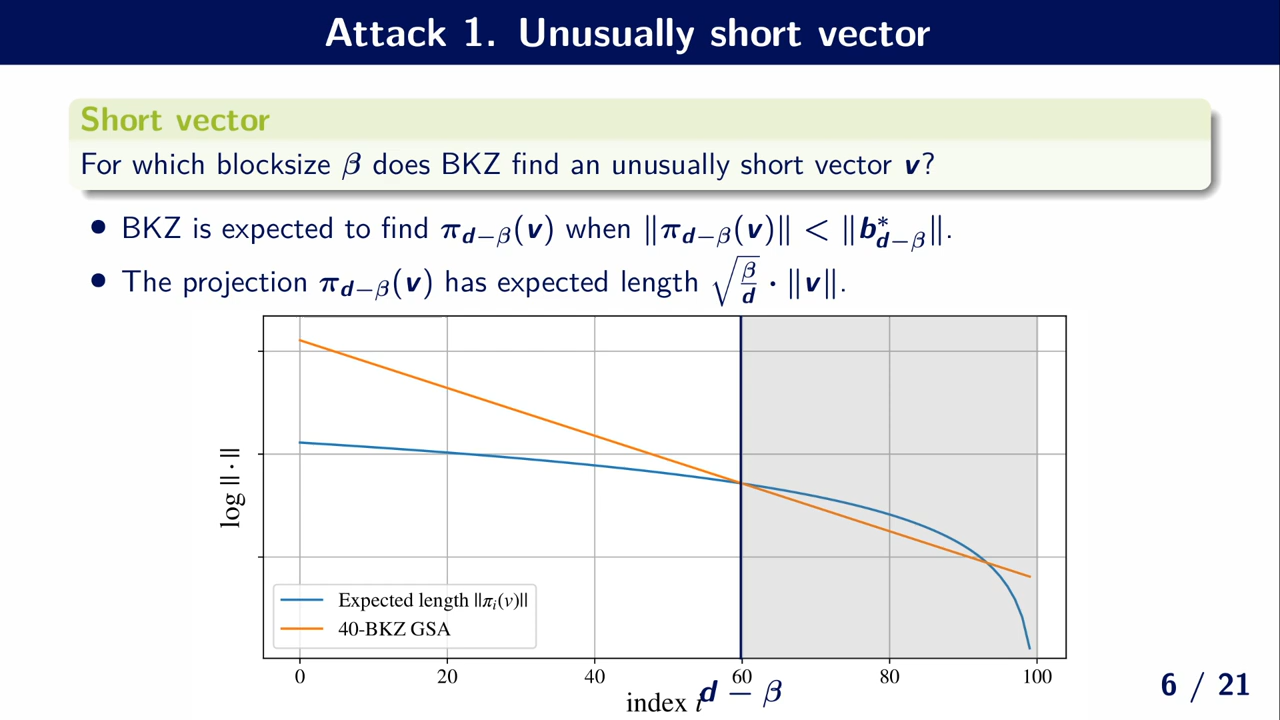 Attack 1. Unusually short vector
Short vector
For which blocksize β does BKZ find an unusually short vector v?
• BKZ is expected to find π_{d−β}(v) when ‖π_{d−β}(v)‖ < ‖b*_{d−β}‖.
• The projection π_{d−β}(v) has expected length √(β/d) · ‖v‖.
log ‖ · ‖
Expected length ||π_i(v)||
40-BKZ GSA
0 20 40 60 80 100
index i
d − β
6 / 21